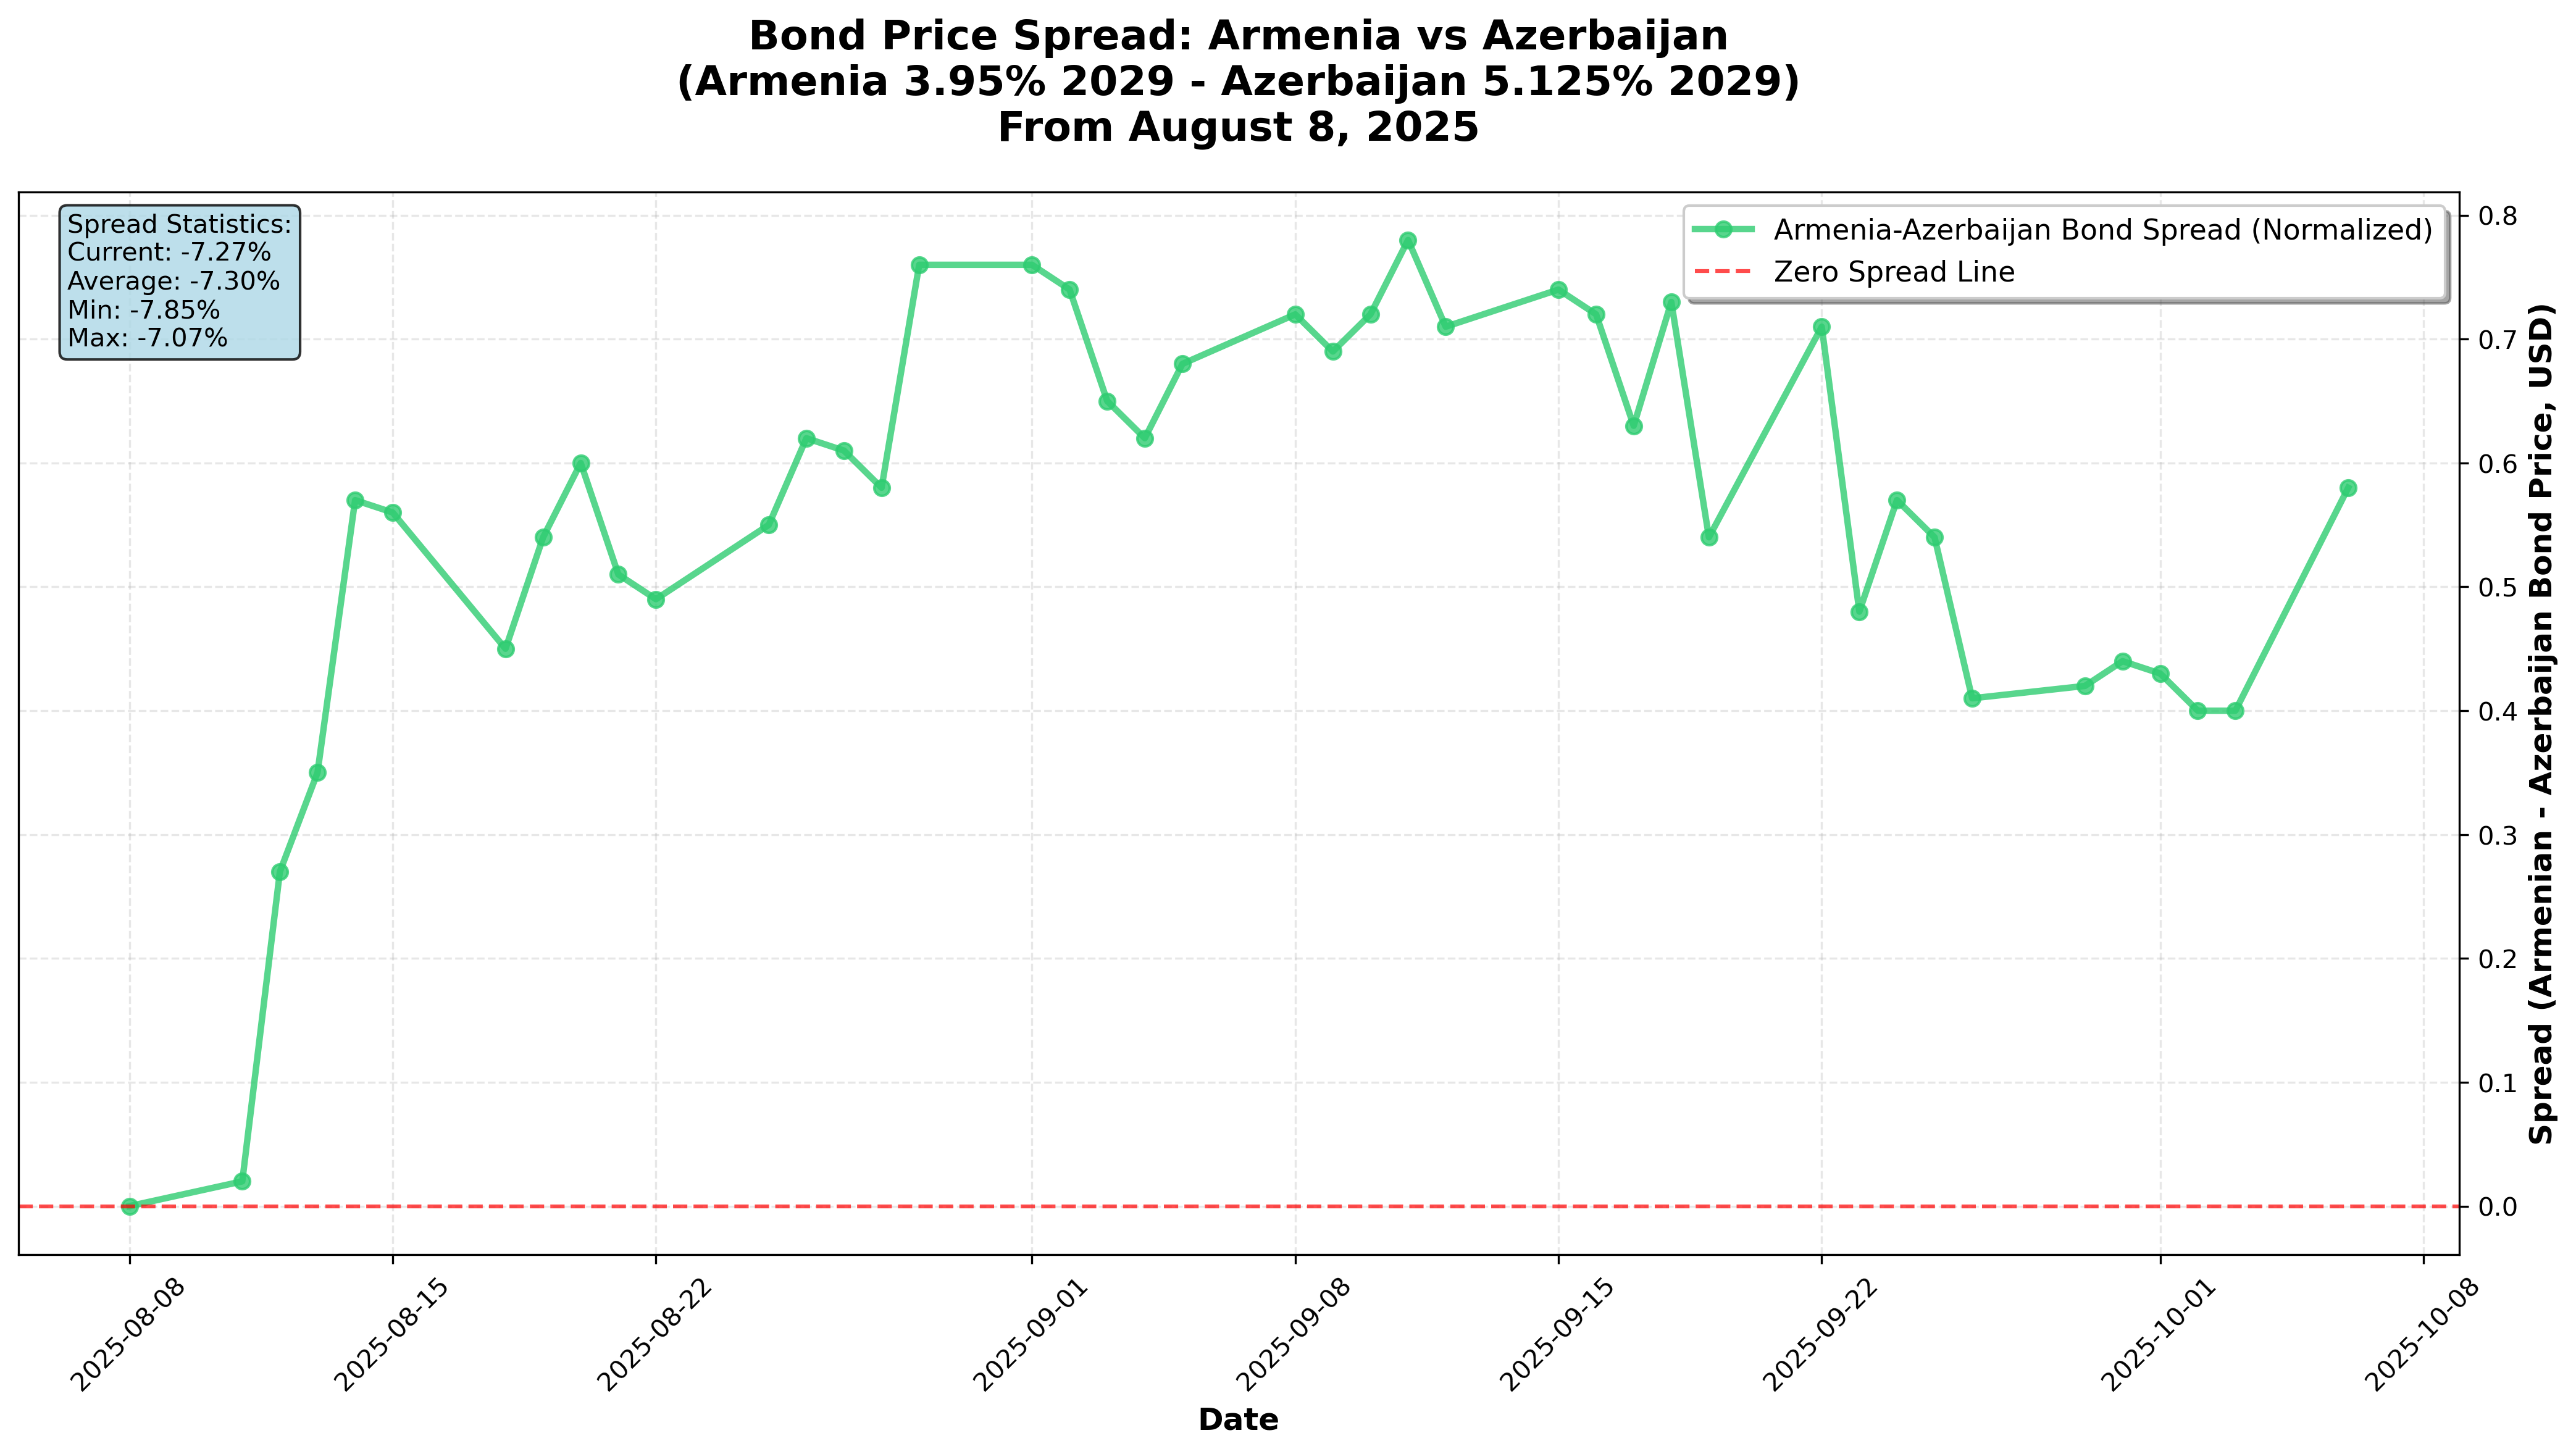 Bond Price Spread: Armenia vs Azerbaijan
(Armenia 3.95% 2029 - Azerbaijan 5.125% 2029)
From August 8, 2025
Spread Statistics:
Current: -7.27%
Average: -7.30%
Min: -7.85%
Max: -7.07%
Armenia-Azerbaijan Bond Spread (Normalized)
Zero Spread Line
0.8
0.7
0.6
0.5
0.4
0.3
0.2
0.1
0.0
Spread (Armenian - Azerbaijan Bond Price, USD)
2025-08-08
2025-08-15
2025-08-22
2025-09-01
2025-09-08
2025-09-15
2025-09-22
2025-10-01
2025-10-08
Date